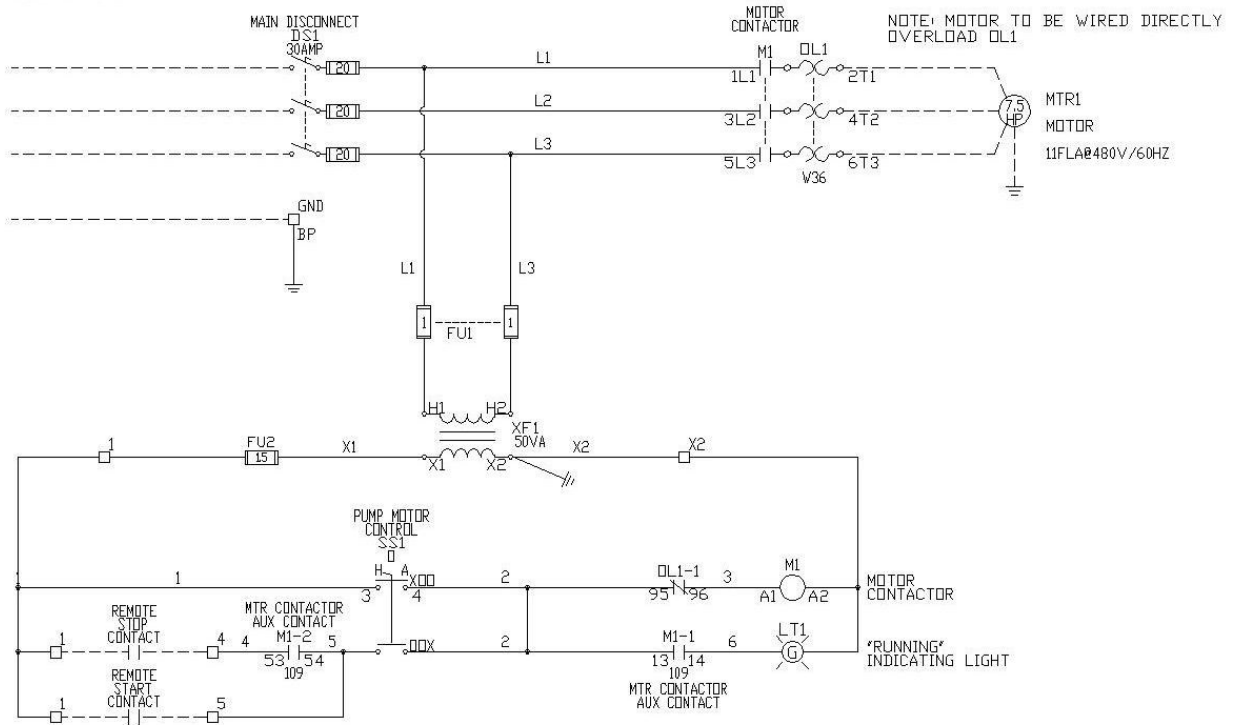 MAIN DISCONNECT
DS1
30AMP
20
20
20
L1
L2
L3
MOTOR
CONTACTOR
M1
OL1
1L1
2T1
3L2
4T2
5L3
6T3
W36
NOTE: MOTOR TO BE WIRED DIRECTLY
OVERLOAD OL1
7.5
HP
MTR1
MOTOR
11FLA@480V/60HZ
GND
BP
L1
L3
1
1
FU1
H1
H2
XF1
50VA
1
FU2
15
X1
X1
X2
X2
X2
PUMP MOTOR
CONTROL
SS1
H
A
1
1
XOO
3
4
2
OL1-1
95
96
3
M1
A1
A2
MOTOR
CONTACTOR
REMOTE
STOP
CONTACT
1
4
4
MTR CONTACTOR
AUX CONTACT
M1-2
53
54
109
5
OOX
2
M1-1
13
14
109
MTR CONTACTOR
AUX CONTACT
6
LT1
G
"RUNNING"
INDICATING LIGHT
REMOTE
START
CONTACT
1
5